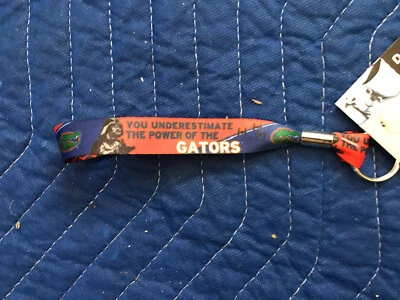 YOU UNDERESTIMATE
THE POWER OF THE
GATORS